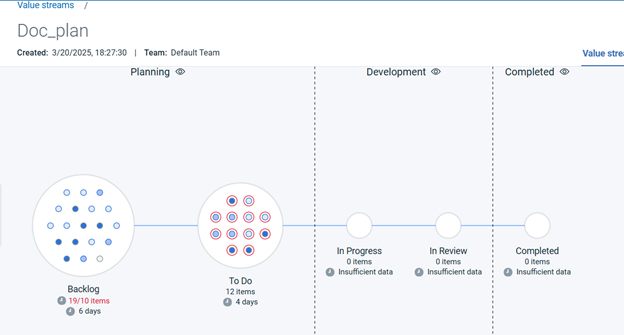 Value streams /
Doc_plan
Created: 3/20/2025, 18:27:30 | Team: Default Team
Planning Development Completed
In Progress In Review Completed
0 items 0 items 0 items
Insufficient data Insufficient data Insufficient data
To Do
12 items
4 days
Backlog
19/10 items
6 days